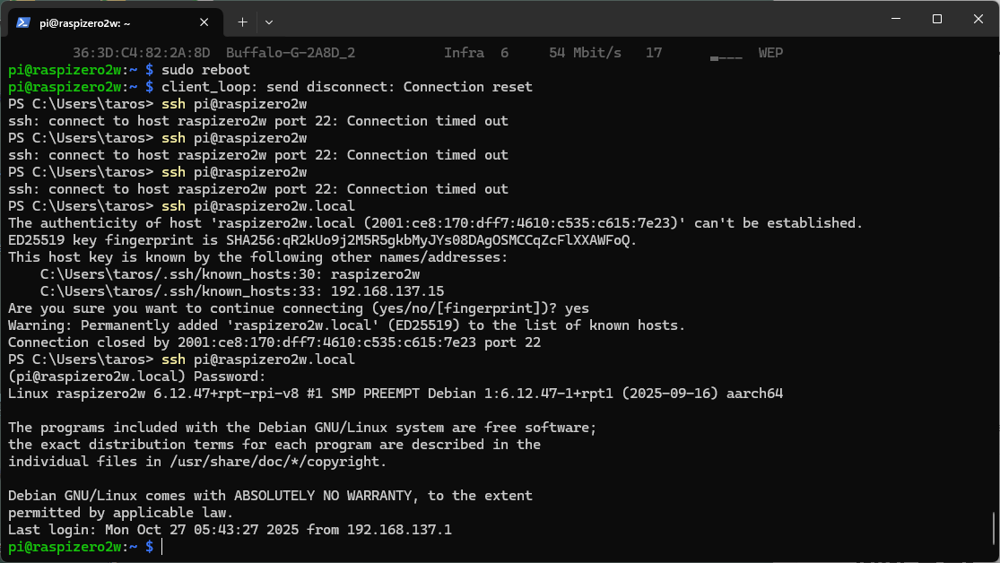 pi@raspizero2w: ~
36:3D:C4:82:2A:8D  Buffalo-G-2A8D_2           Infra  6     54 Mbit/s   17      ▂___  WEP
pi@raspizero2w:~ $ sudo reboot
pi@raspizero2w:~ $ client_loop: send disconnect: Connection reset
PS C:\Users\taros> ssh pi@raspizero2w
ssh: connect to host raspizero2w port 22: Connection timed out
PS C:\Users\taros> ssh pi@raspizero2w
ssh: connect to host raspizero2w port 22: Connection timed out
PS C:\Users\taros> ssh pi@raspizero2w
ssh: connect to host raspizero2w port 22: Connection timed out
PS C:\Users\taros> ssh pi@raspizero2w.local
The authenticity of host 'raspizero2w.local (2001:ce8:170:dff7:4610:c535:c615:7e23)' can't be established.
ED25519 key fingerprint is SHA256:qR2kUo9j2M5R5gkbMyJYs08DAgOSMCCqZcFlXXAWFoQ.
This host key is known by the following other names/addresses:
    C:\Users\taros/.ssh/known_hosts:30: raspizero2w
    C:\Users\taros/.ssh/known_hosts:33: 192.168.137.15
Are you sure you want to continue connecting (yes/no/[fingerprint])? yes
Warning: Permanently added 'raspizero2w.local' (ED25519) to the list of known hosts.
Connection closed by 2001:ce8:170:dff7:4610:c535:c615:7e23 port 22
PS C:\Users\taros> ssh pi@raspizero2w.local
(pi@raspizero2w.local) Password:
Linux raspizero2w 6.12.47+rpt-rpi-v8 #1 SMP PREEMPT Debian 1:6.12.47-1+rpt1 (2025-09-16) aarch64

The programs included with the Debian GNU/Linux system are free software;
the exact distribution terms for each program are described in the
individual files in /usr/share/doc/*/copyright.

Debian GNU/Linux comes with ABSOLUTELY NO WARRANTY, to the extent
permitted by applicable law.
Last login: Mon Oct 27 05:43:27 2025 from 192.168.137.1
pi@raspizero2w:~ $